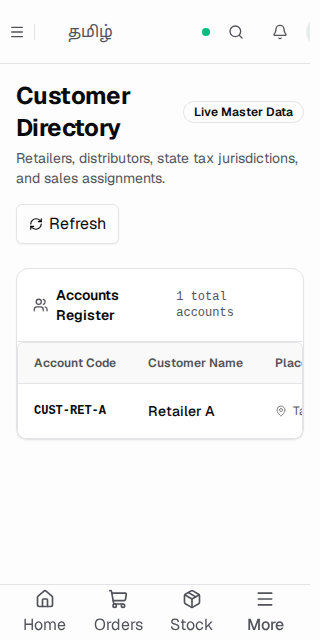 தமிழ்
Customer
Directory
Live Master Data
Retailers, distributors, state tax jurisdictions,
and sales assignments.
Refresh
Accounts
Register
1 total
accounts
Account Code Customer Name
CUST-RET-A Retailer A
Home Orders Stock More